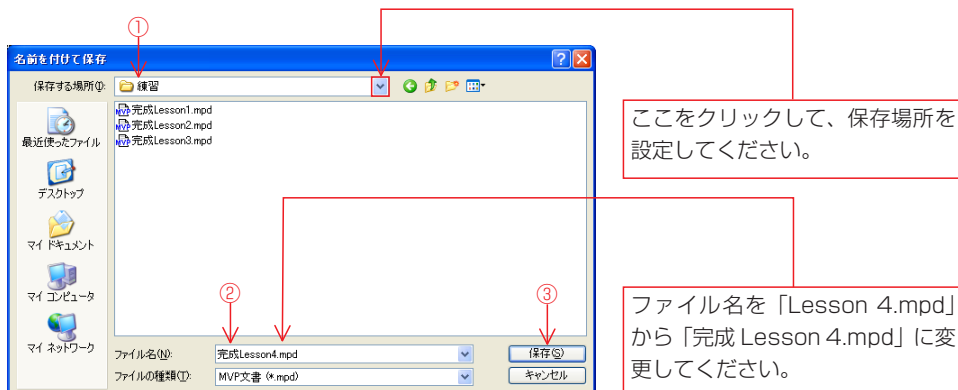 ①
名前を付けて保存
保存する場所(I):
練習
完成Lesson1.mpd
完成Lesson2.mpd
完成Lesson3.mpd
最近使ったファイル
デスクトップ
マイ ドキュメント
マイ コンピュータ
マイ ネットワーク
ここをクリックして、保存場所を
設定してください。
②
③
ファイル名(N):
完成Lesson4.mpd
保存(S)
ファイルの種類(T):
MVP文書 (*.mpd)
キャンセル
ファイル名を「Lesson 4.mpd」
から「完成 Lesson 4.mpd」に変
更してください。